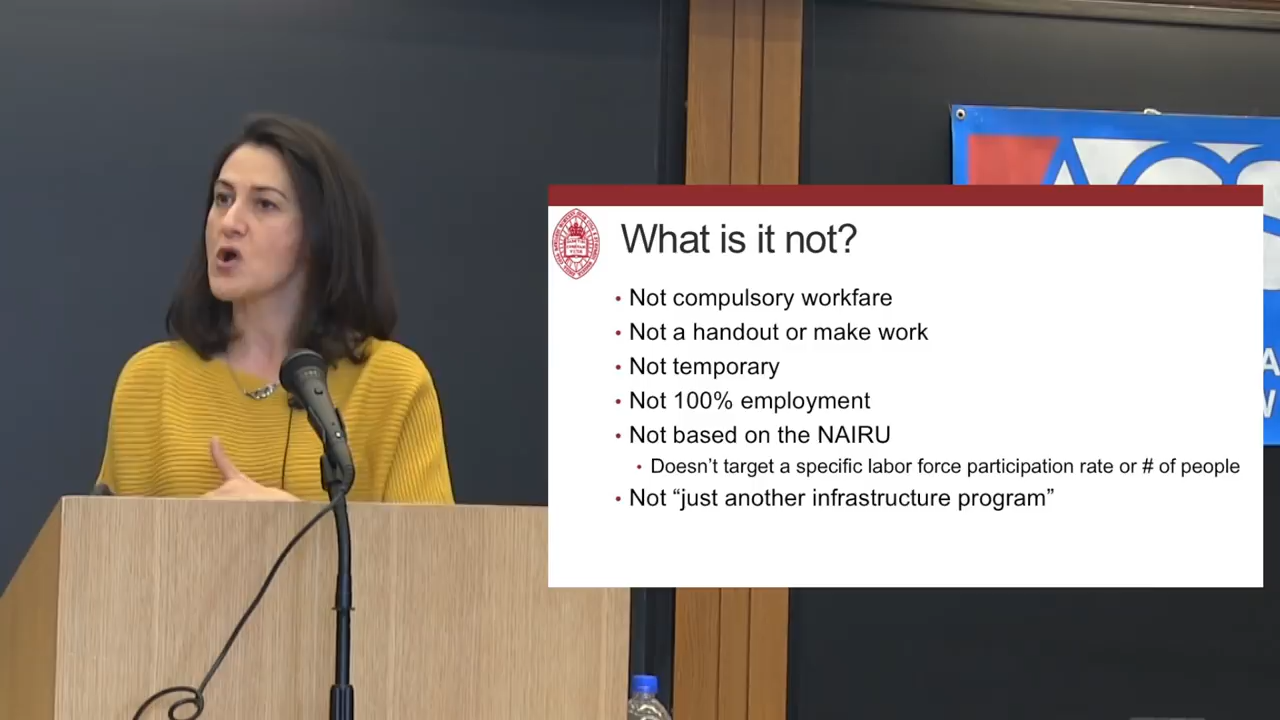 What is it not?
• Not compulsory workfare
• Not a handout or make work
• Not temporary
• Not 100% employment
• Not based on the NAIRU
• Doesn’t target a specific labor force participation rate or # of people
• Not “just another infrastructure program”
A
W